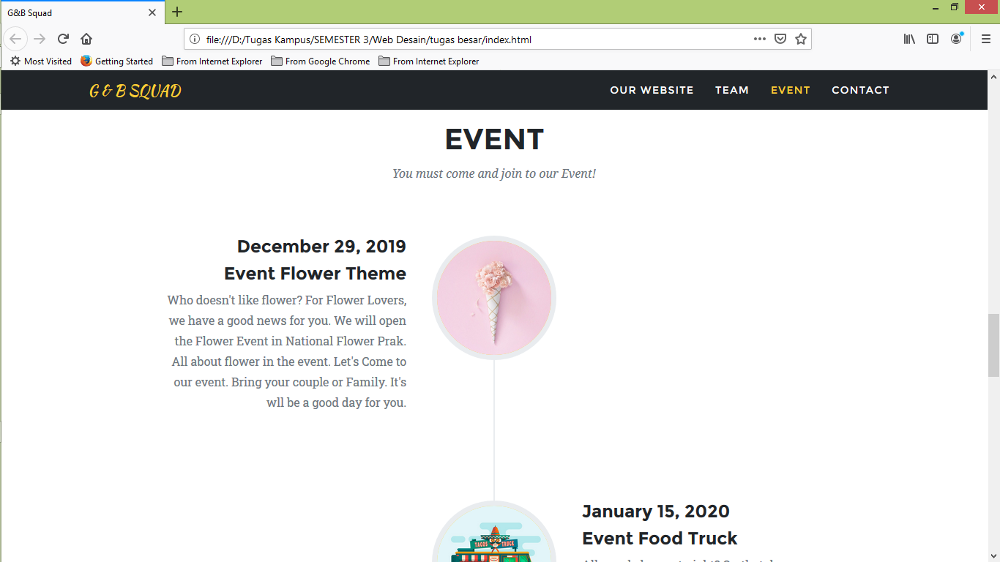 G&B Squad
file:///D:/Tugas Kampus/SEMESTER 3/Web Desain/tugas besar/index.html
Most Visited
Getting Started
From Internet Explorer
From Google Chrome
From Internet Explorer
G & B SQUAD
OUR WEBSITE
TEAM
EVENT
CONTACT
EVENT
You must come and join to our Event!
December 29, 2019
Event Flower Theme
Who doesn't like flower? For Flower Lovers,
we have a good news for you. We will open
the Flower Event in National Flower Prak.
All about flower in the event. Let's Come to
our event. Bring your couple or Family. It's
wll be a good day for you.
TACOS TRUCK
January 15, 2020
Event Food Truck